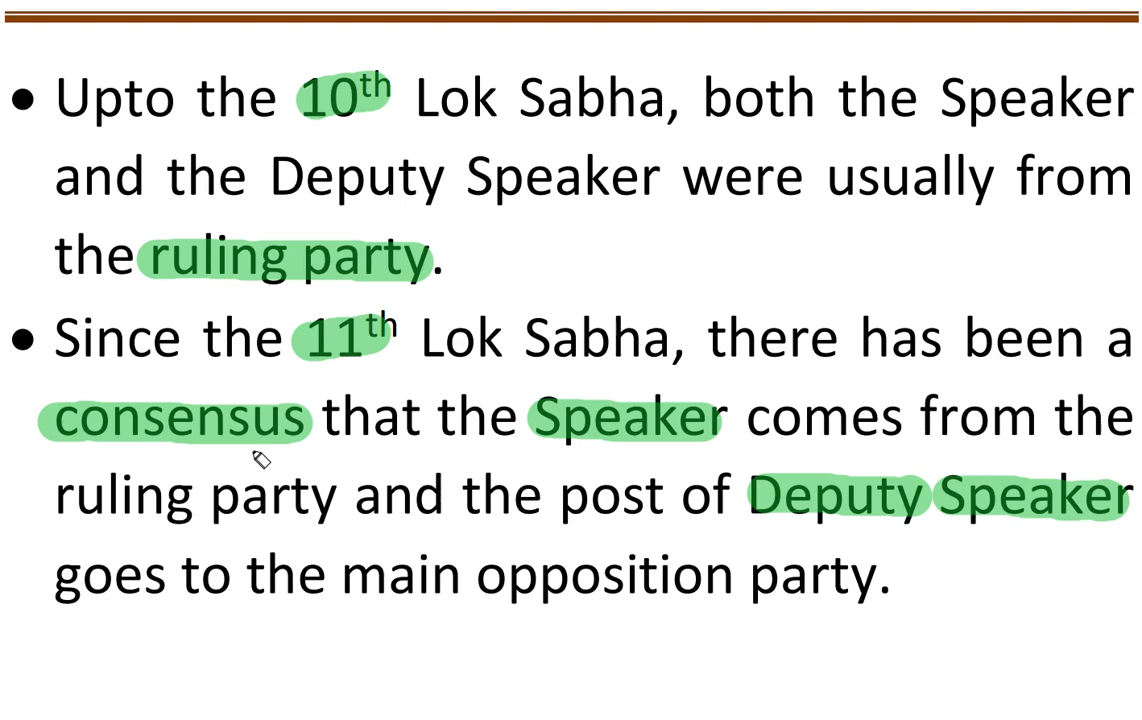 • Upto the 10th Lok Sabha, both the Speaker
and the Deputy Speaker were usually from
the ruling party.
• Since the 11th Lok Sabha, there has been a
consensus that the Speaker comes from the
ruling party and the post of Deputy Speaker
goes to the main opposition party.